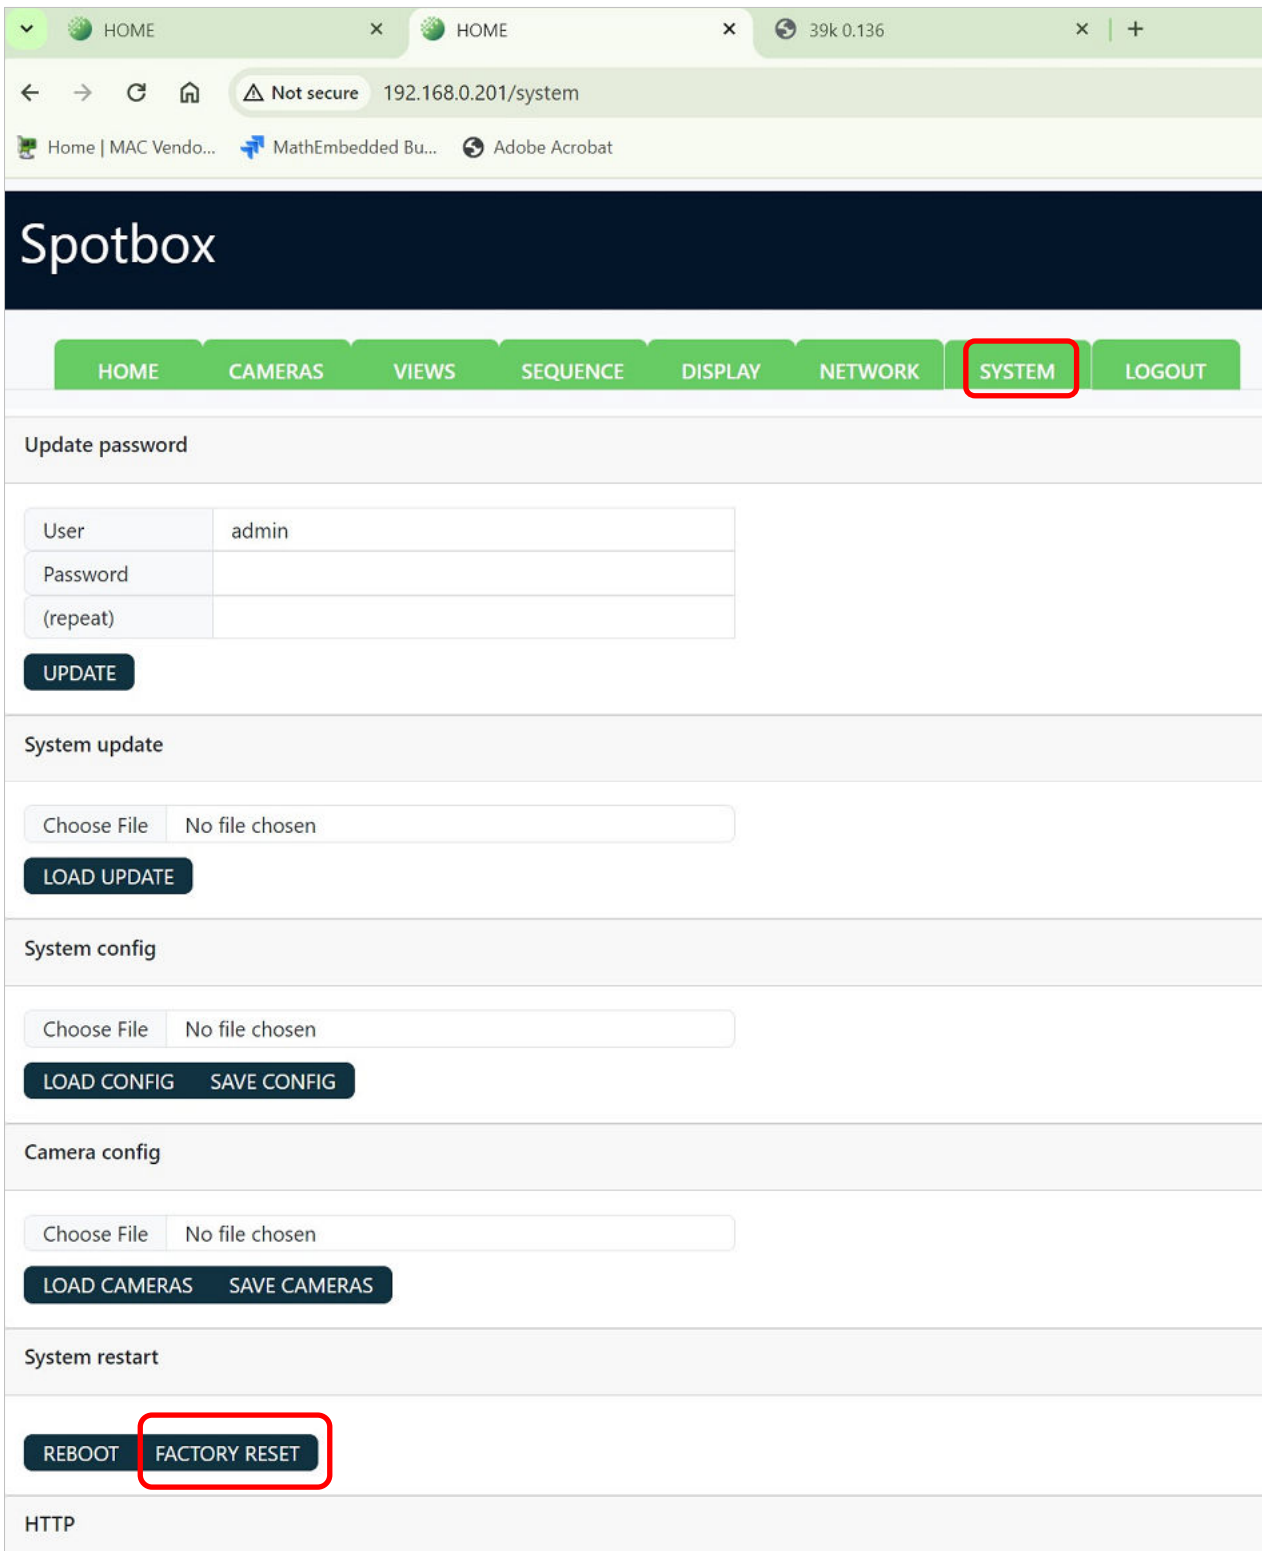 HOME HOME 39k 0.136
Not secure 192.168.0.201/system
Home | MAC Vendo... MathEmbedded Bu... Adobe Acrobat
Spotbox
HOME CAMERAS VIEWS SEQUENCE DISPLAY NETWORK SYSTEM LOGOUT
Update password
User admin
Password
(repeat)
UPDATE
System update
Choose File No file chosen
LOAD UPDATE
System config
Choose File No file chosen
LOAD CONFIG SAVE CONFIG
Camera config
Choose File No file chosen
LOAD CAMERAS SAVE CAMERAS
System restart
REBOOT FACTORY RESET
HTTP